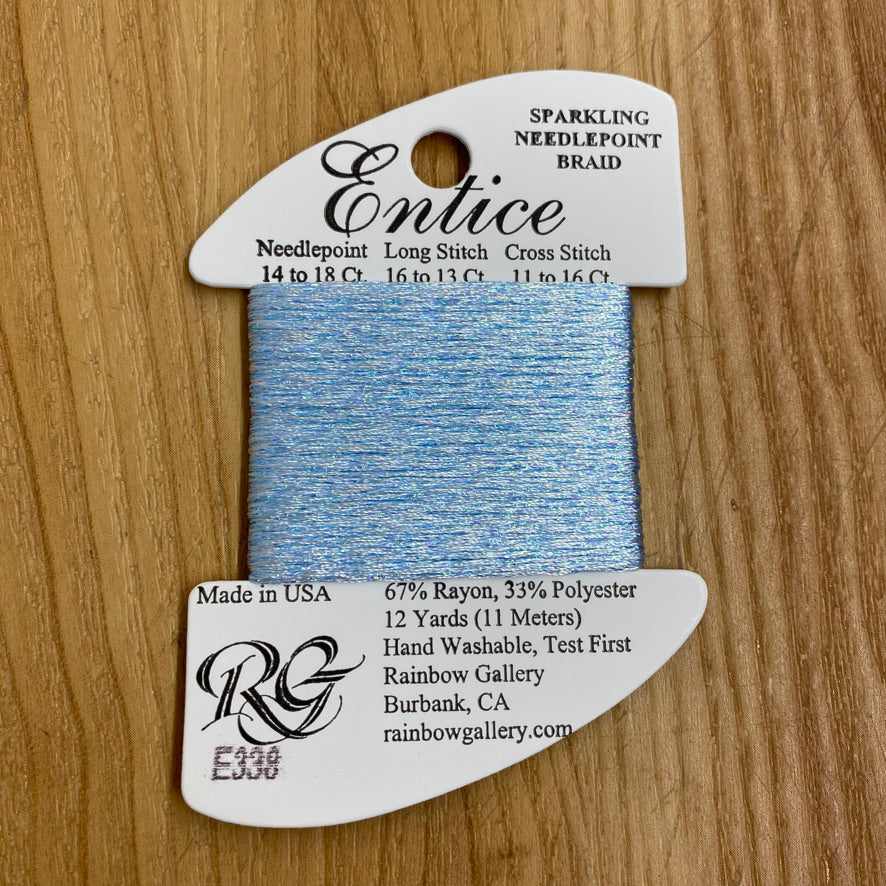 SPARKLING
NEEDLEPOINT
BRAID
Entice
Needlepoint Long Stitch Cross Stitch
14 to 18 Ct. 16 to 13 Ct. 11 to 16 Ct.
Made in USA
67% Rayon, 33% Polyester
12 Yards (11 Meters)
Hand Washable, Test First
Rainbow Gallery
Burbank, CA
rainbowgallery.com
RG